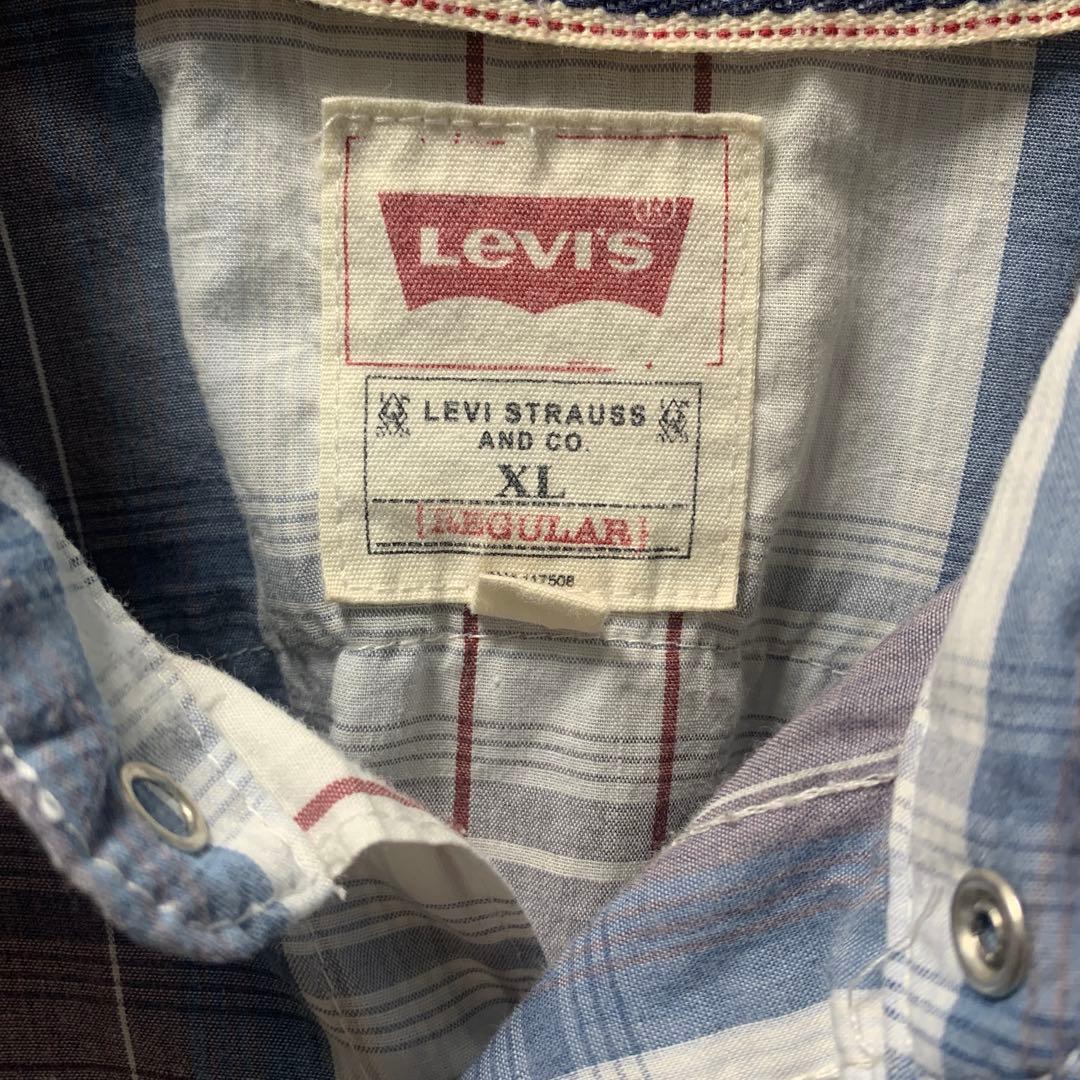 Levi's
LEVI STRAUSS
AND CO.
XL
[REGULAR]